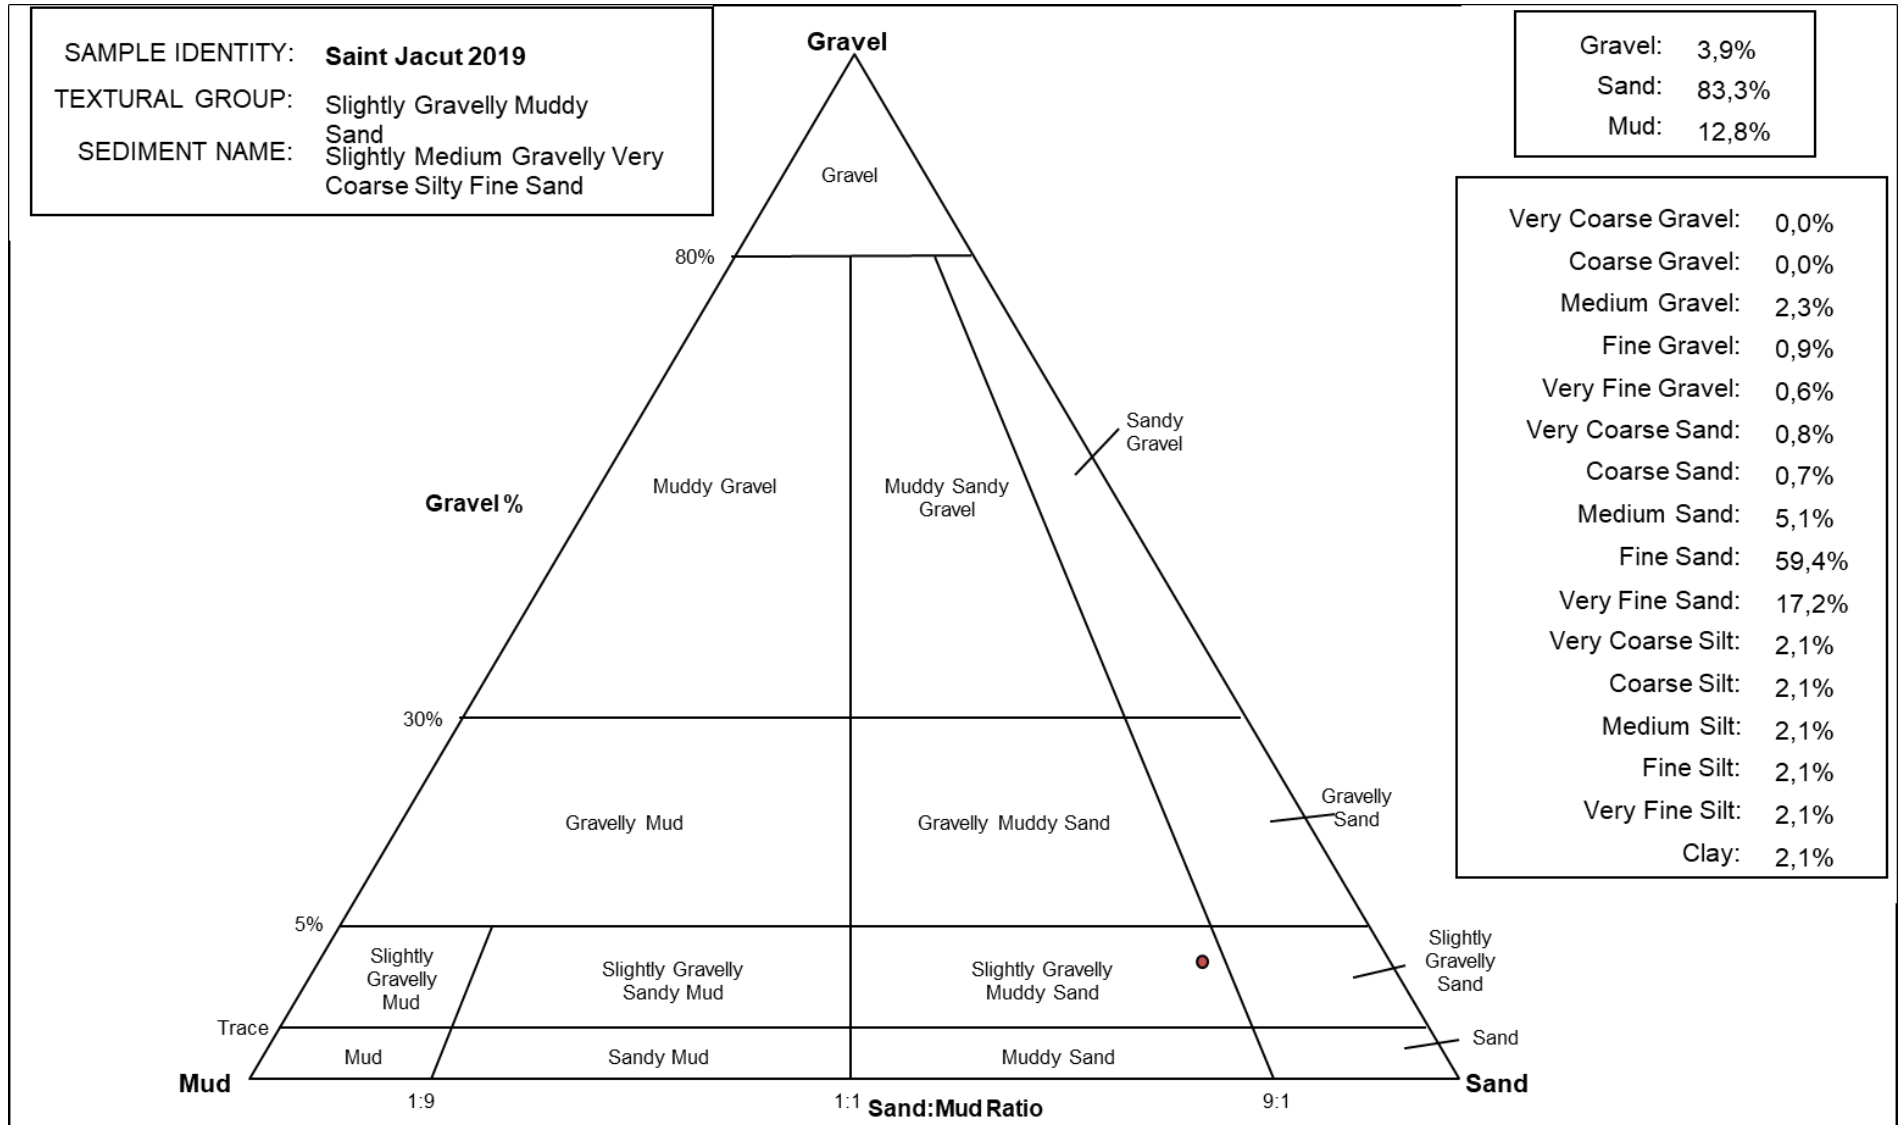 SAMPLE IDENTITY: Saint Jacut 2019
TEXTURAL GROUP: Slightly Gravelly Muddy
Sand
SEDIMENT NAME: Slightly Medium Gravelly Very
Coarse Silty Fine Sand
Gravel
Gravel: 3,9%
Sand: 83,3%
Mud: 12,8%
Very Coarse Gravel: 0,0%
Coarse Gravel: 0,0%
Medium Gravel: 2,3%
Fine Gravel: 0,9%
Very Fine Gravel: 0,6%
Very Coarse Sand: 0,8%
Coarse Sand: 0,7%
Medium Sand: 5,1%
Fine Sand: 59,4%
Very Fine Sand: 17,2%
Very Coarse Silt: 2,1%
Coarse Silt: 2,1%
Medium Silt: 2,1%
Fine Silt: 2,1%
Very Fine Silt: 2,1%
Clay: 2,1%
Gravel
80%
Sandy
Gravel
Muddy Gravel
Muddy Sandy
Gravel
Gravel %
30%
Gravelly Mud
Gravelly Muddy Sand
Gravelly
Sand
5%
Slightly
Gravelly
Mud
Slightly Gravelly
Sandy Mud
Slightly Gravelly
Muddy Sand
Slightly
Gravelly
Sand
Trace
Mud
Sandy Mud
Muddy Sand
Sand
Mud
Sand
1:9
1:1
Sand:Mud Ratio
9:1